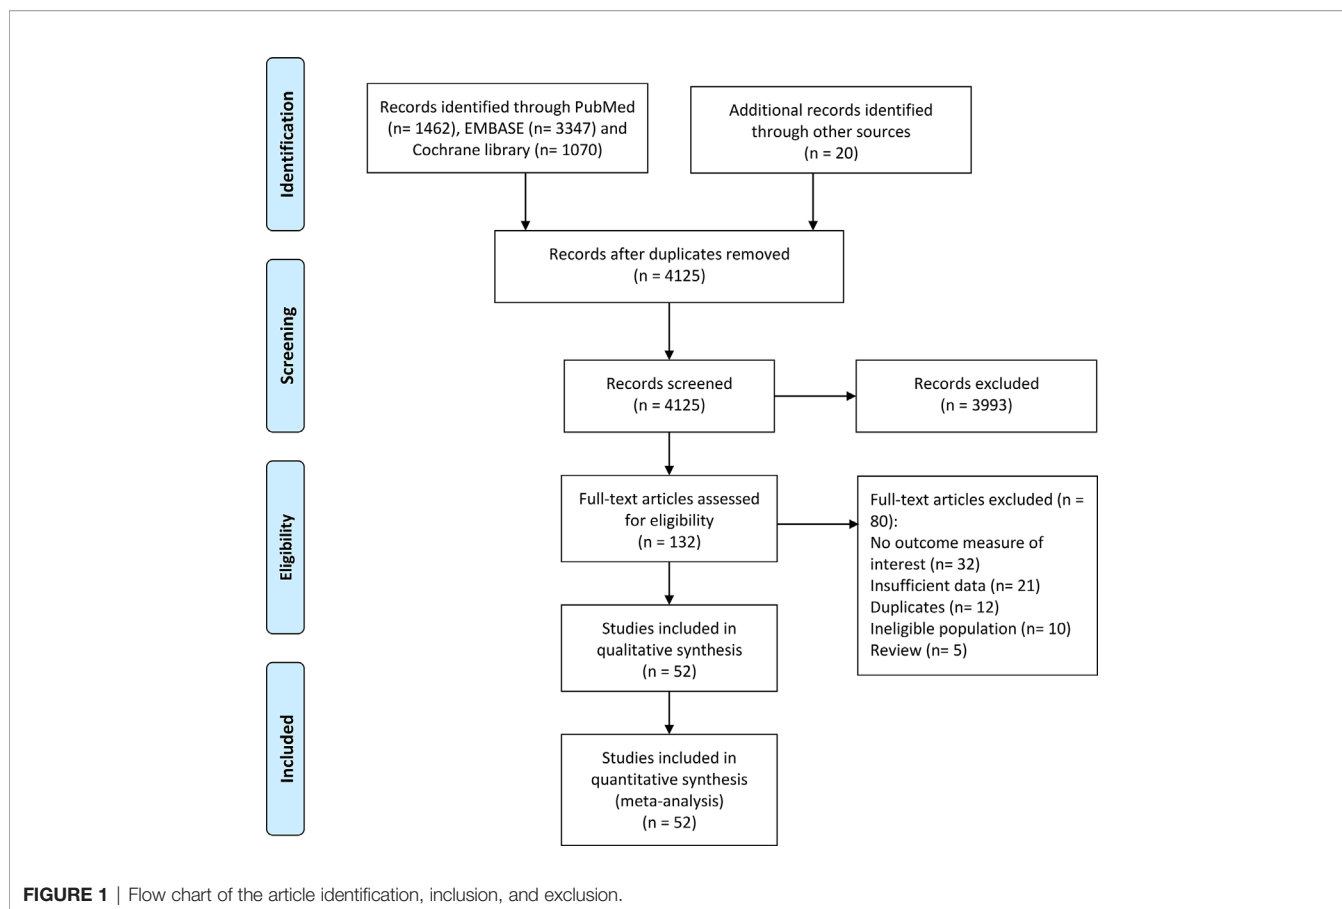 Identification
Records identified through PubMed
(n= 1462), EMBASE (n= 3347) and
Cochrane library (n= 1070)
Additional records identified
through other sources
(n = 20)
Records after duplicates removed
(n = 4125)
Screening
Records screened
(n = 4125)
Records excluded
(n = 3993)
Eligibility
Full-text articles assessed
for eligibility
(n = 132)
Full-text articles excluded (n =
80):
No outcome measure of
interest (n= 32)
Insufficient data (n= 21)
Duplicates (n= 12)
Ineligible population (n= 10)
Review (n= 5)
Studies included in
qualitative synthesis
(n = 52)
Included
Studies included in
quantitative synthesis
(meta-analysis)
(n = 52)
FIGURE 1 | Flow chart of the article identification, inclusion, and exclusion.